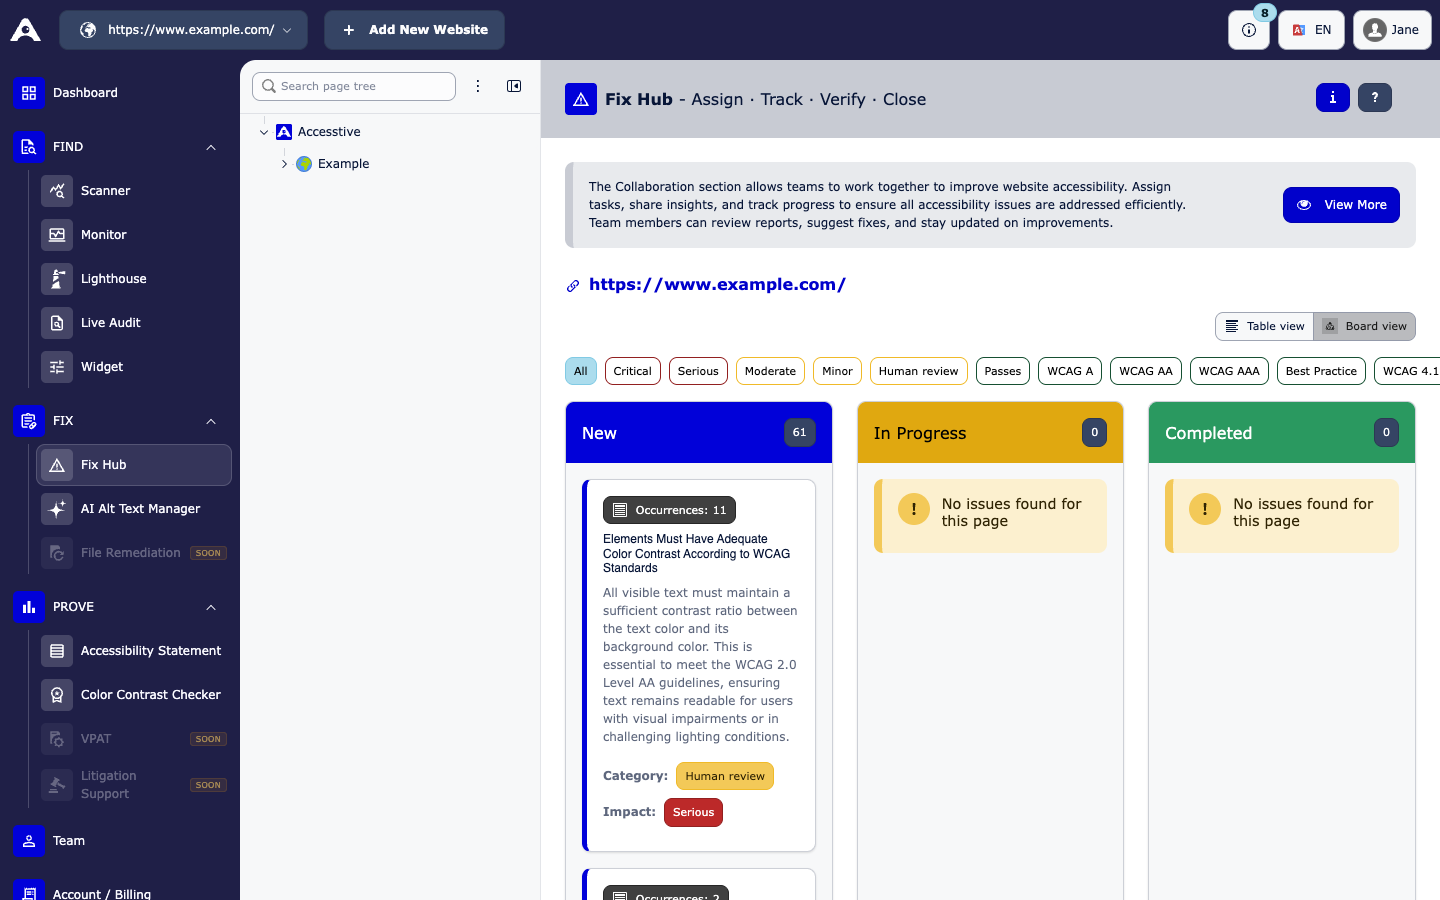 https://www.example.com/
+ Add New Website
8
EN
Jane
Dashboard
FIND
Scanner
Monitor
Lighthouse
Live Audit
Widget
FIX
Fix Hub
AI Alt Text Manager
File Remediation SOON
PROVE
Accessibility Statement
Color Contrast Checker
VPAT SOON
Litigation
Support SOON
Team
Account / Billing
Search page tree
Accesstive
Example
Fix Hub - Assign · Track · Verify · Close
i ?
The Collaboration section allows teams to work together to improve website accessibility. Assign
tasks, share insights, and track progress to ensure all accessibility issues are addressed efficiently.
Team members can review reports, suggest fixes, and stay updated on improvements.
View More
https://www.example.com/
Table view Board view
All Critical Serious Moderate Minor Human review Passes WCAG A WCAG AA WCAG AAA Best Practice WCAG 4.1
New 61
Occurrences: 11
Elements Must Have Adequate
Color Contrast According to WCAG
Standards
All visible text must maintain a
sufficient contrast ratio between
the text color and its
background color. This is
essential to meet the WCAG 2.0
Level AA guidelines, ensuring
text remains readable for users
with visual impairments or in
challenging lighting conditions.
Category: Human review
Impact: Serious
Occurrences: 2
In Progress 0
! No issues found for
this page
Completed 0
! No issues found for
this page